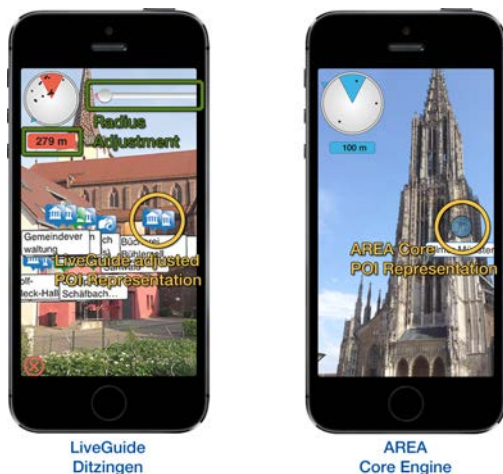 Radius
Adjustment
279 m
Gemeindever
waltung
Bücherei
LiveGuide adjusted
POI Representation
Schäfbach...
LiveGuide
Ditzingen
100 m
AREA Core
POI Representation
AREA
Core Engine